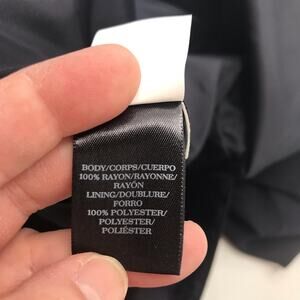 BODY/CORPS/CUERPO
100% RAYON/RAYONNE/
RAYÓN
LINING/DOUBLURE/
FORRO
100% POLYESTER/
POLYESTER/
POLIÉSTER